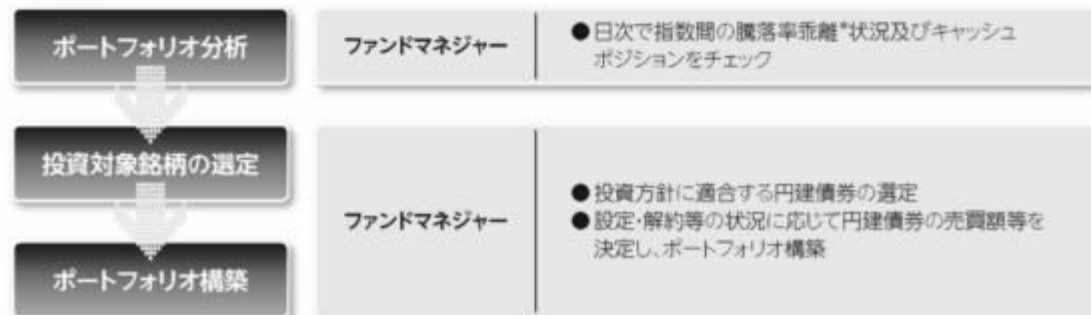 ポートフォリオ分析
ファンドマネジャー
●日次で指数間の騰落率乖離*状況及びキャッシュ
ポジションをチェック
投資対象銘柄の選定
ポートフォリオ構築
ファンドマネジャー
●投資方針に適合する円建債券の選定
●設定・解約等の状況に応じて円建債券の売買額等を
決定し、ポートフォリオ構築